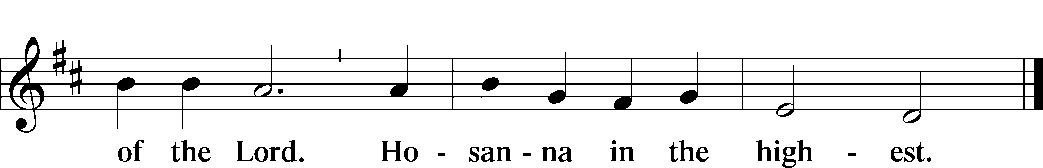 of the Lord. Ho - san - na in the high - est.